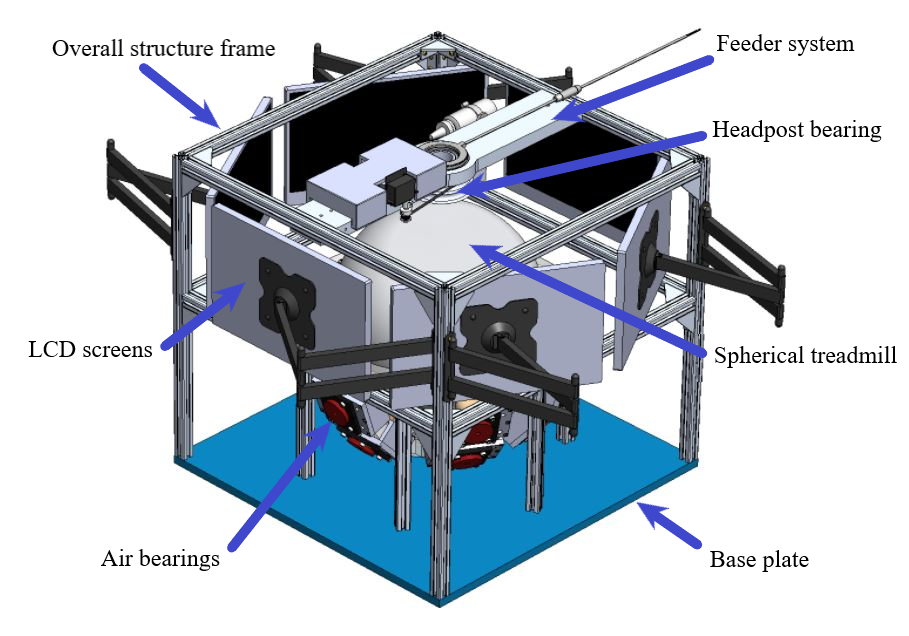 Overall structure frame
Feeder system
Headpost bearing
LCD screens
Spherical treadmill
Air bearings
Base plate